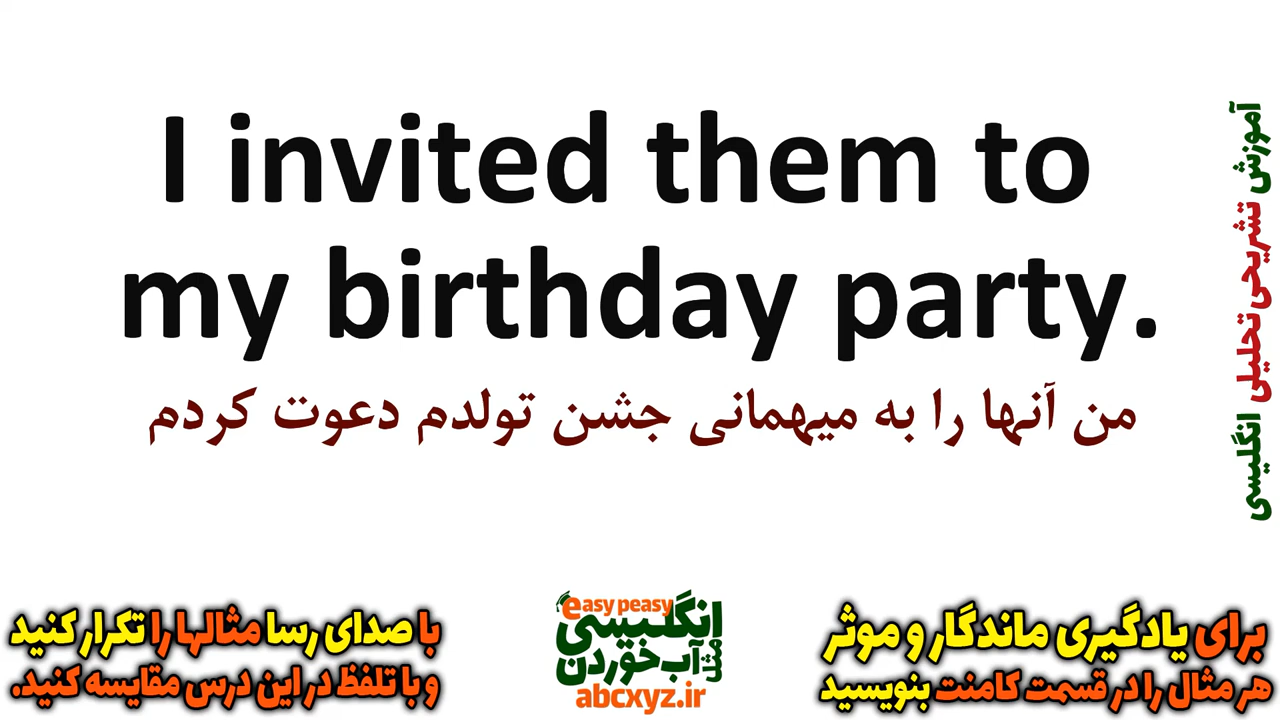 I invited them to
my birthday party.
من آنها را به میهمانی جشن تولدم دعوت کردم
آموزش تشریحی تحلیلی انگلیسی
برای یادگیری ماندگار و موثر
هر مثال را در قسمت کامنت بنویسید
easy peasy
انگلیسی
مثل آب خوردن
abcxyz.ir
با صدای رسا مثالها را تکرار کنید
و با تلفظ در این درس مقایسه کنید.